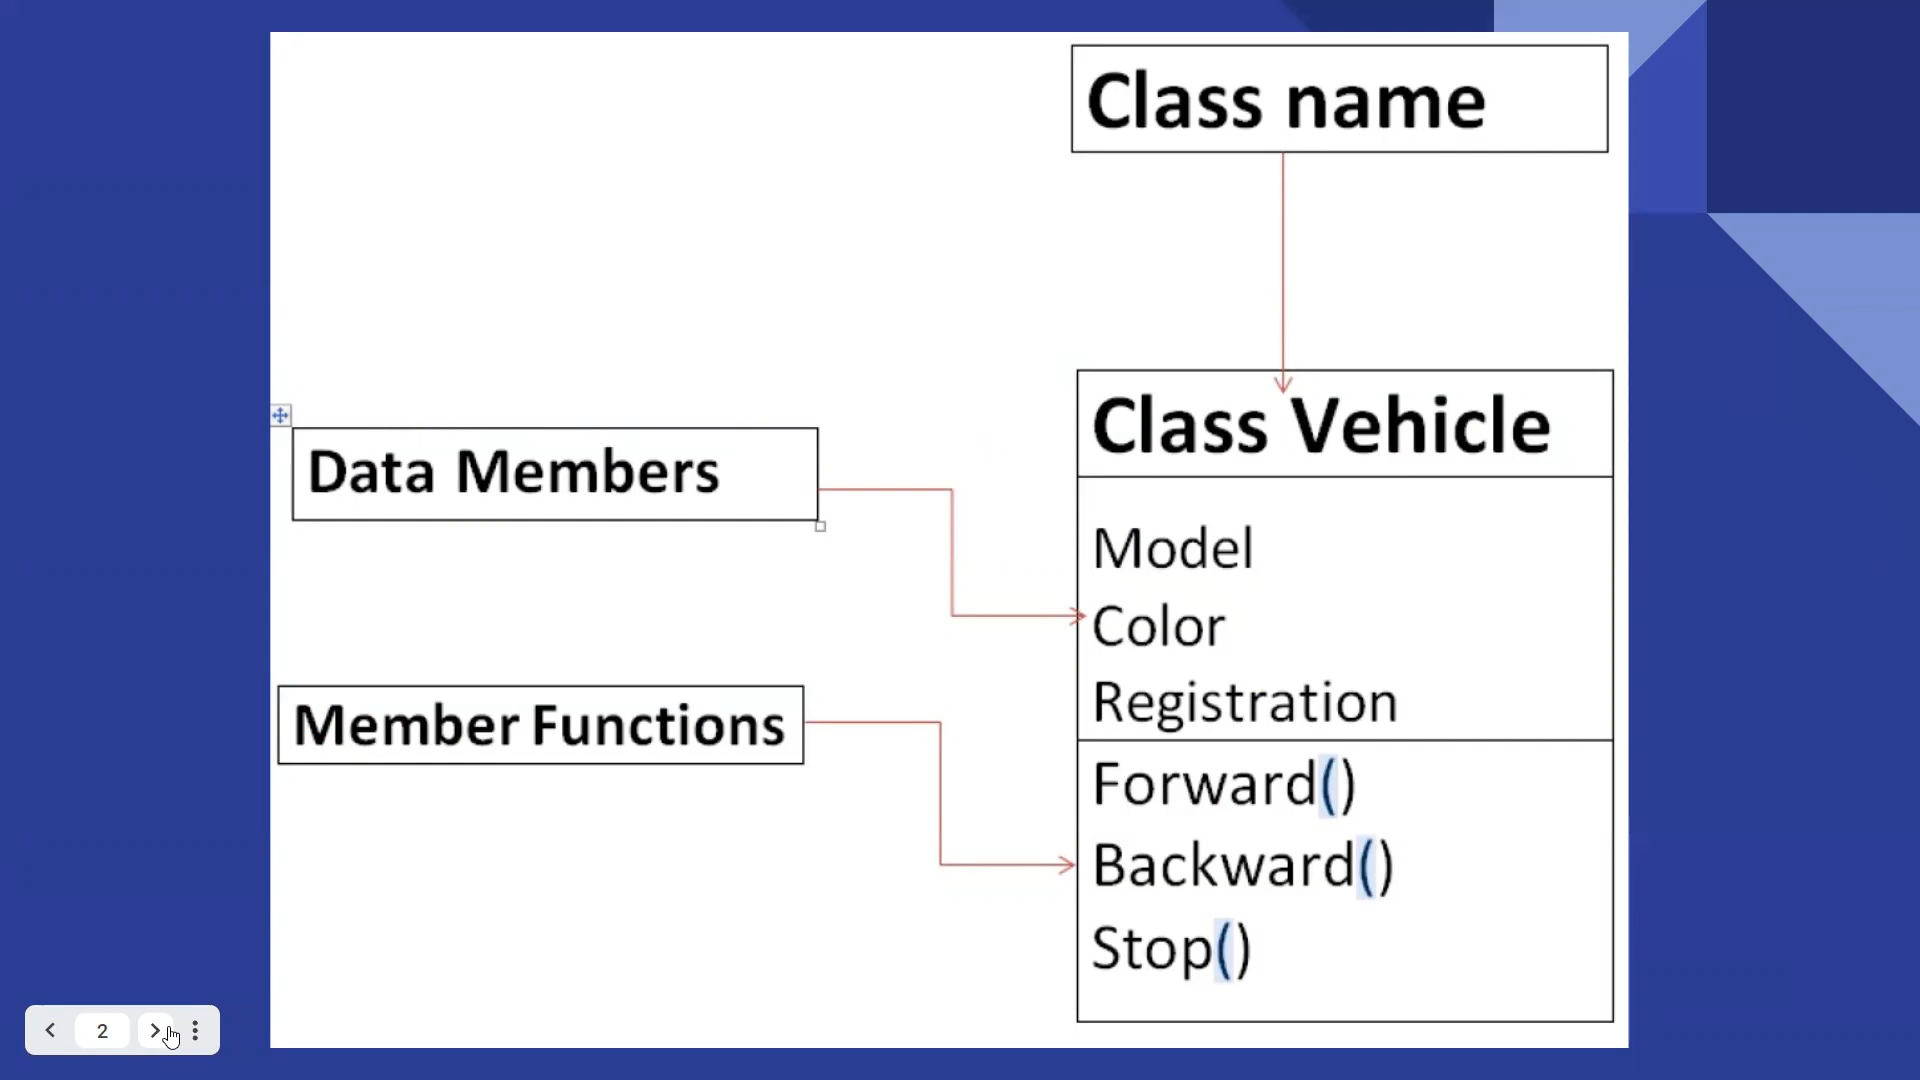 Class name
Class Vehicle
Data Members
Model
Color
Registration
Member Functions
Forward()
Backward()
Stop()
2